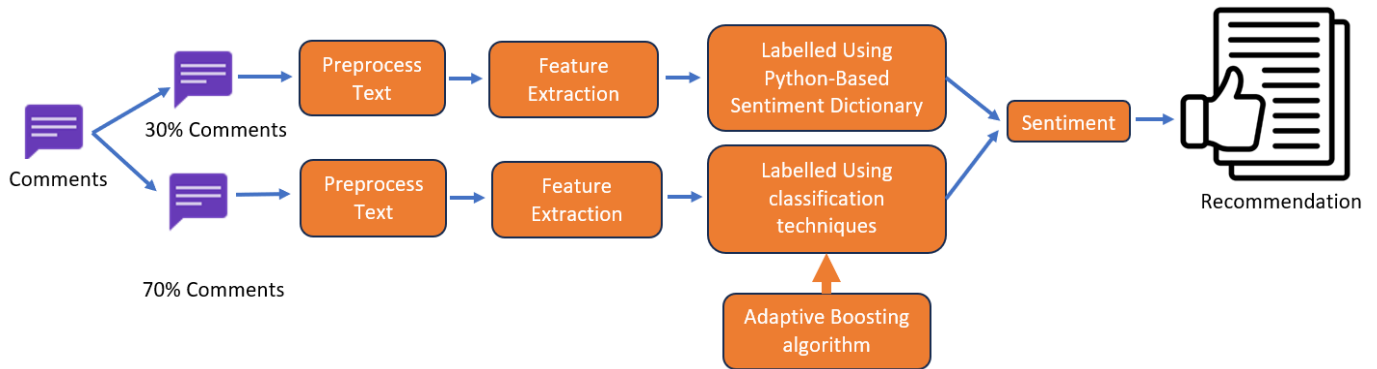 Comments
30% Comments
Preprocess
Text
Feature
Extraction
Labelled Using
Python-Based
Sentiment Dictionary
70% Comments
Preprocess
Text
Feature
Extraction
Labelled Using
classification
techniques
Adaptive Boosting
algorithm
Sentiment
Recommendation